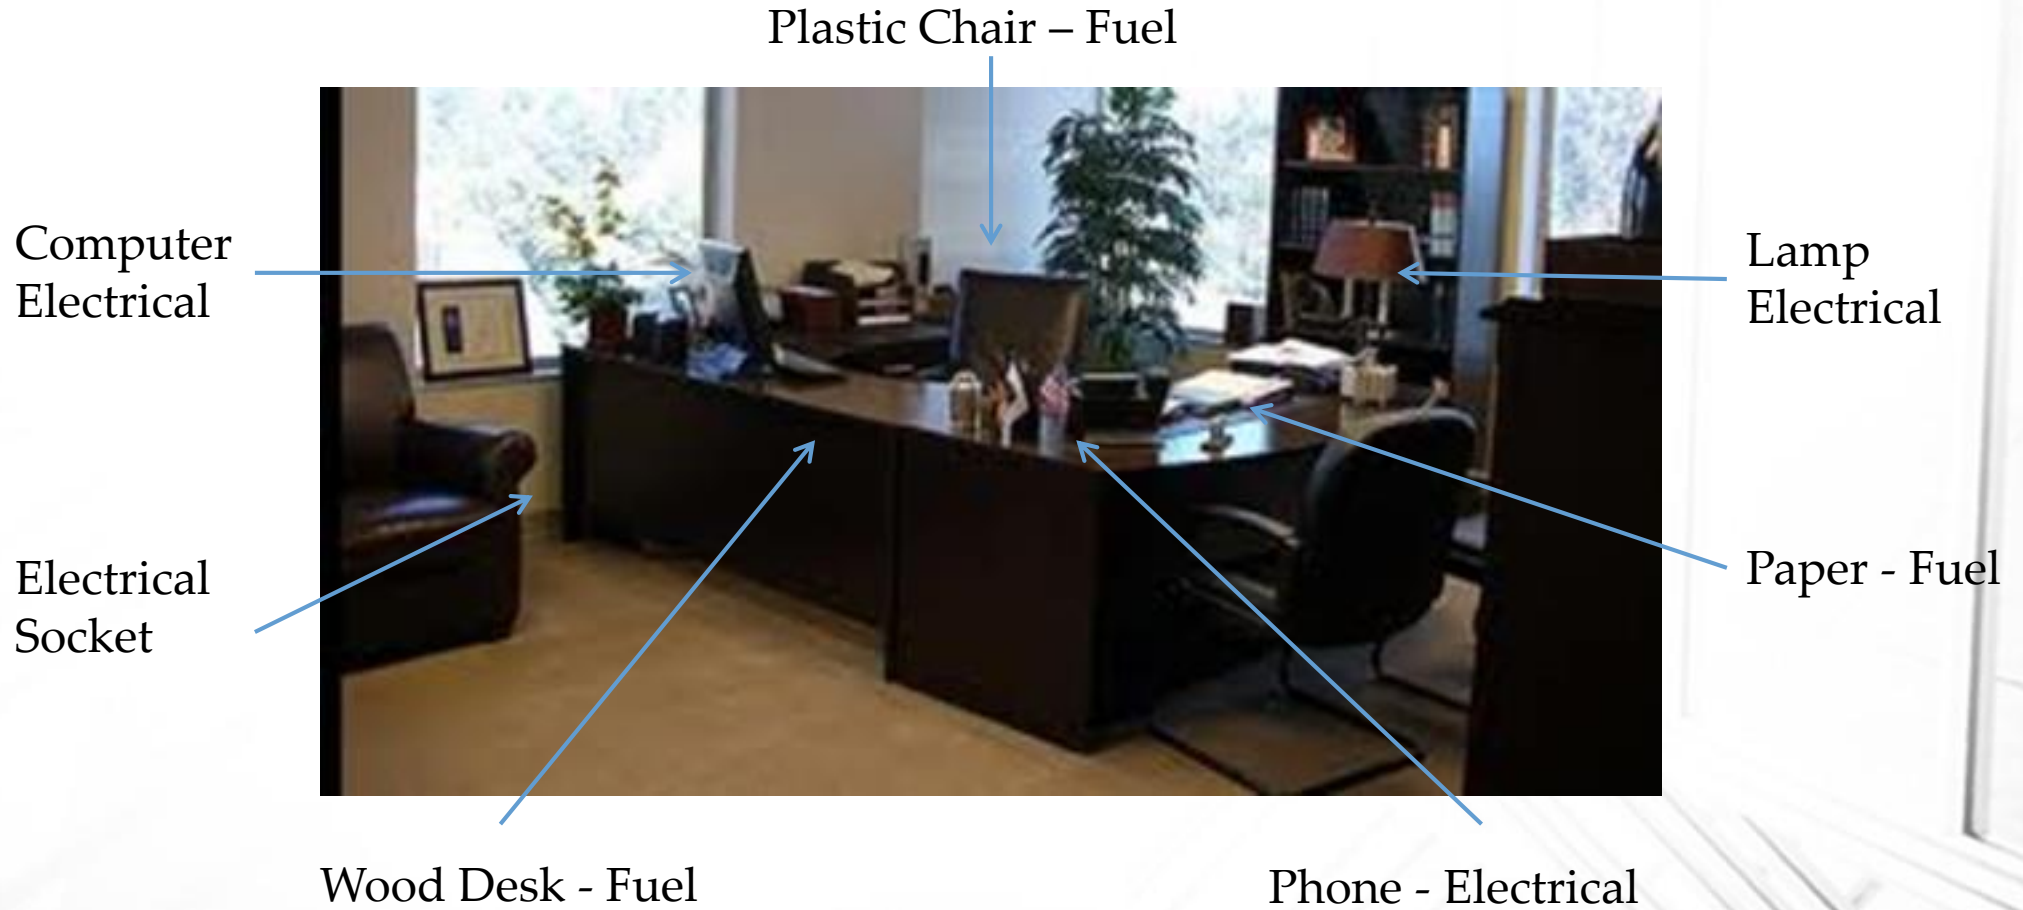 Plastic Chair – Fuel
Computer
Electrical
Lamp
Electrical
Electrical
Socket
Paper - Fuel
Wood Desk - Fuel
Phone - Electrical